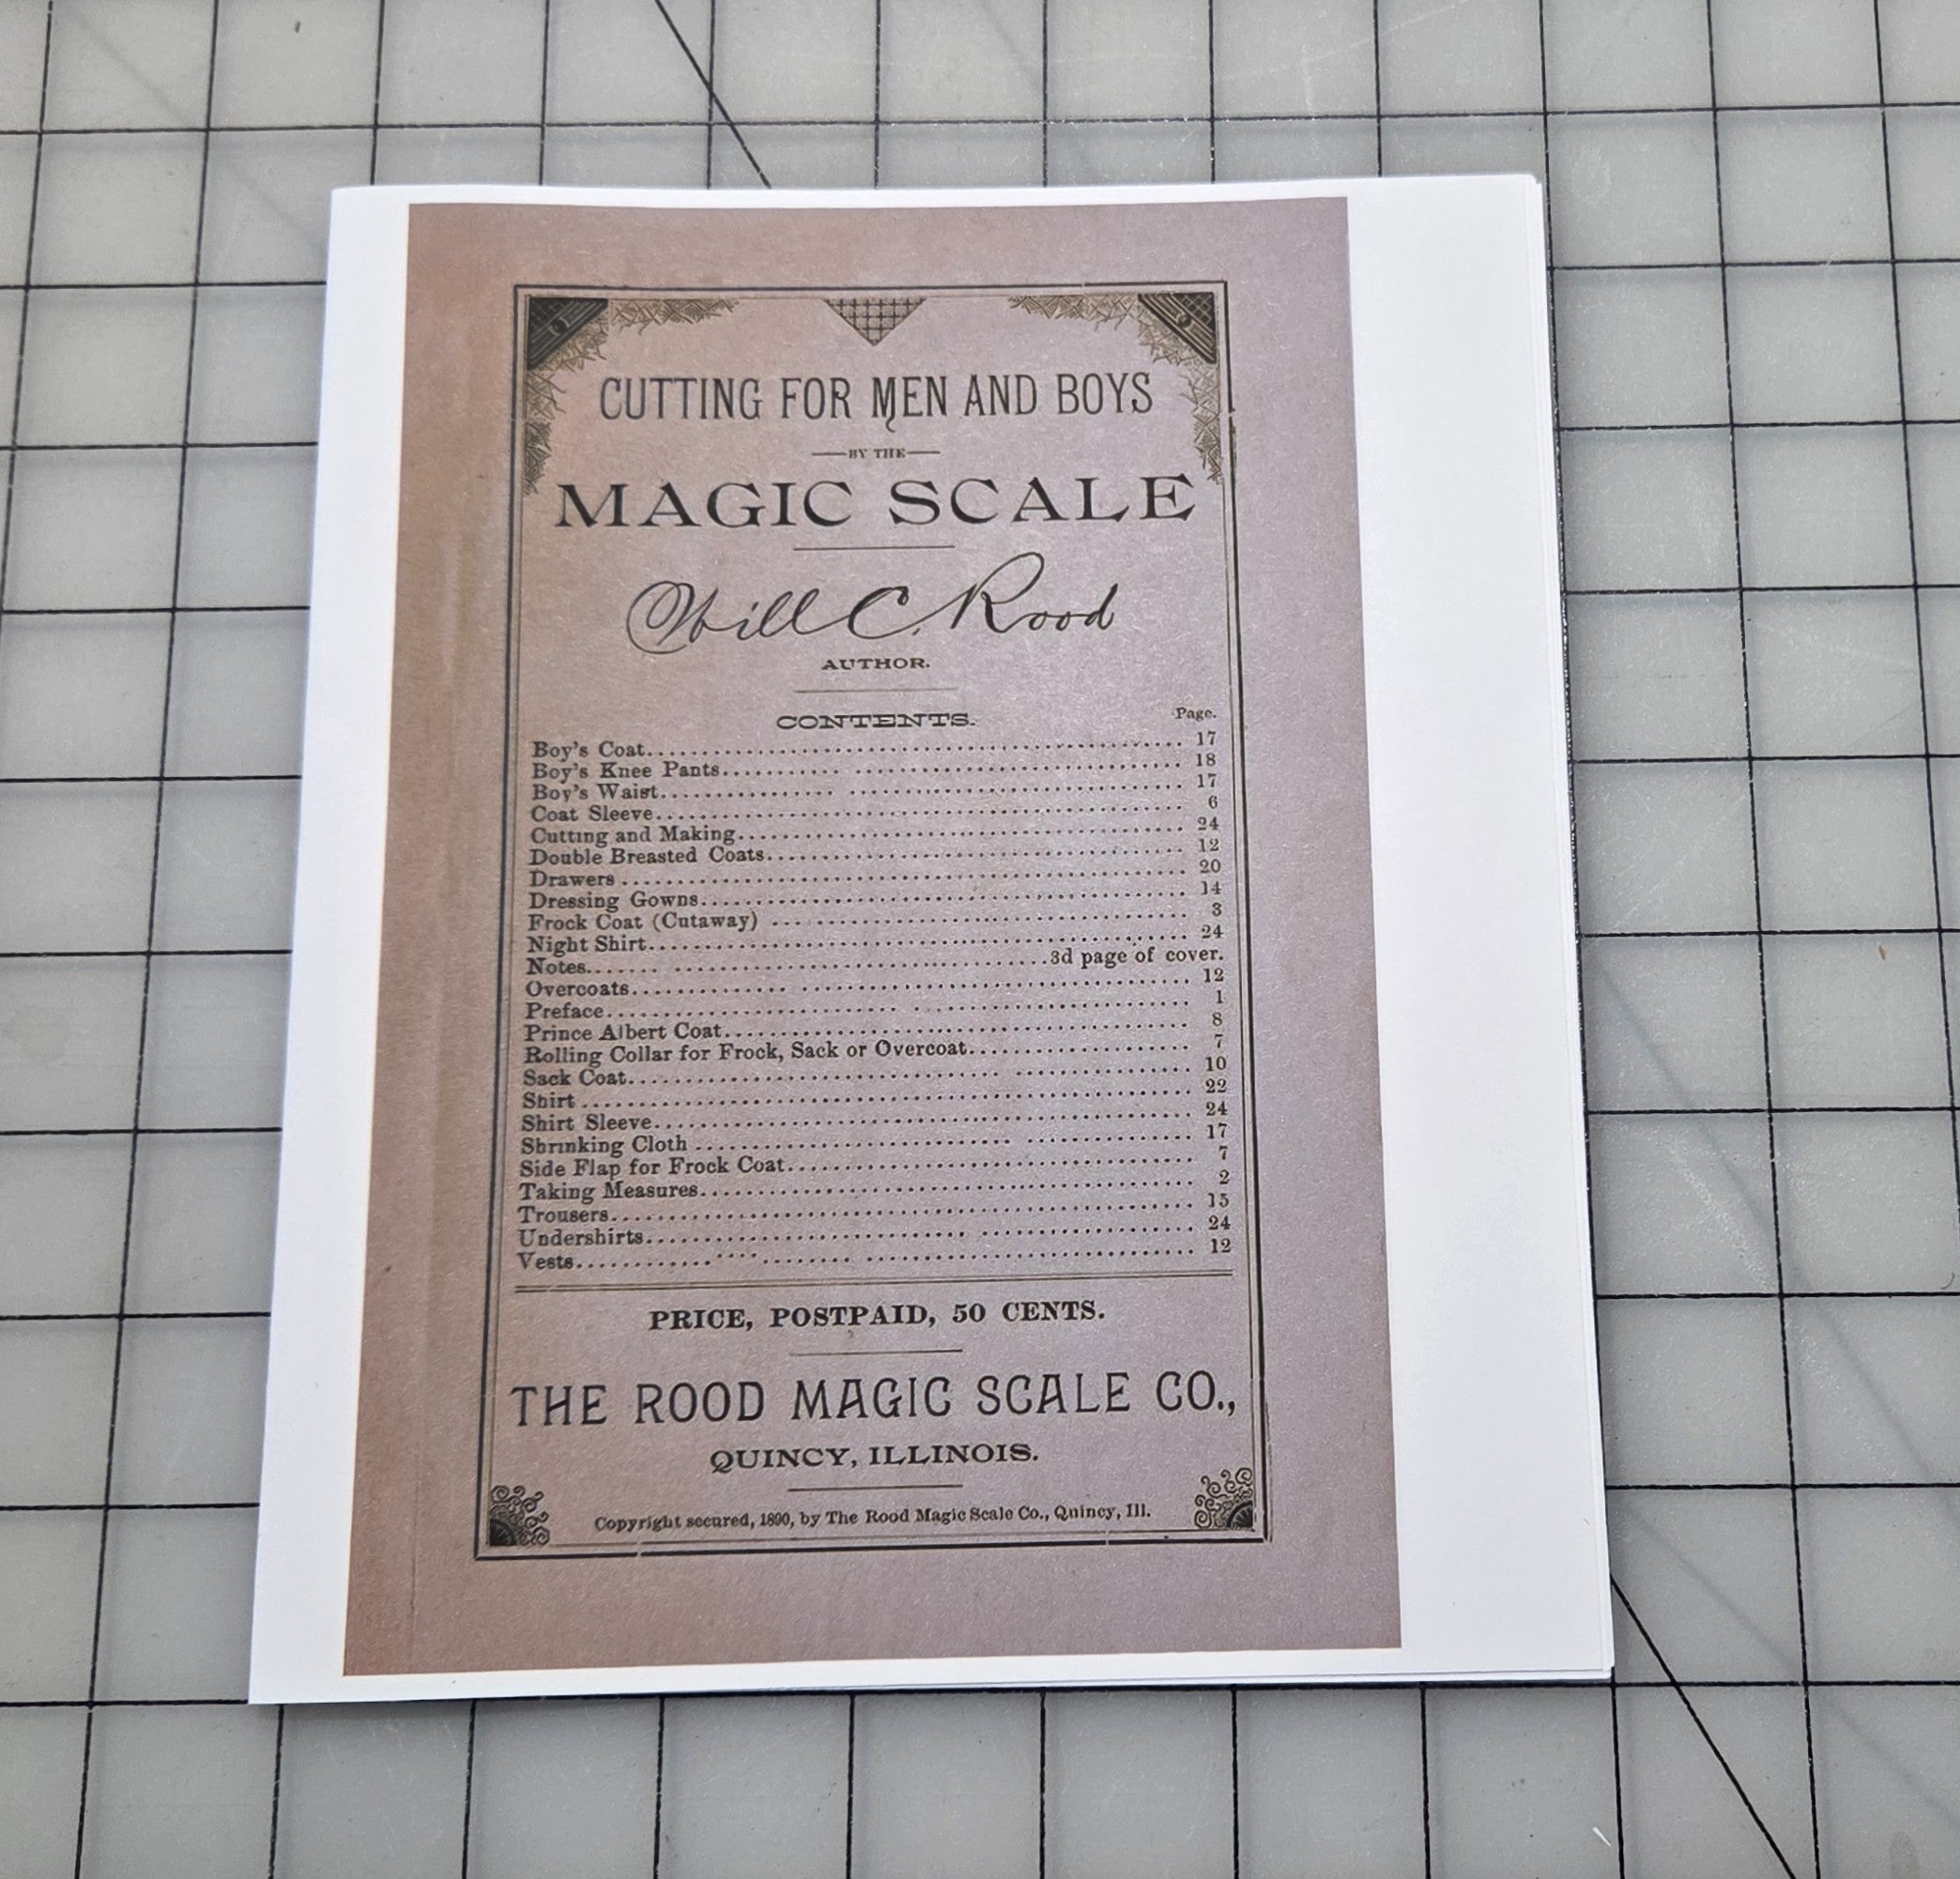 CUTTING FOR MEN AND BOYS
BY THE
MAGIC SCALE
Will C. Rood
AUTHOR.
CONTENTS. Page.
Boy's Coat 17
Boy's Knee Pants 18
Boy's Waist 17
Coat Sleeve 6
Cutting and Making 24
Double Breasted Coats 12
Drawers 20
Dressing Gowns 14
Frock Coat (Cutaway) 3
Night Shirt 24
Notes 3d page of cover.
Overcoats 12
Preface 1
Prince Albert Coat 8
Rolling Collar for Frock, Sack or Overcoat 7
Sack Coat 10
Shirt 22
Shirt Sleeve 24
Shrinking Cloth 17
Side Flap for Frock Coat 7
Taking Measures 2
Trousers 15
Undershirts 24
Vests 12
PRICE, POSTPAID, 50 CENTS.
THE ROOD MAGIC SCALE CO.,
QUINCY, ILLINOIS.
Copyright secured, 1890, by The Rood Magic Scale Co., Quincy, Ill.